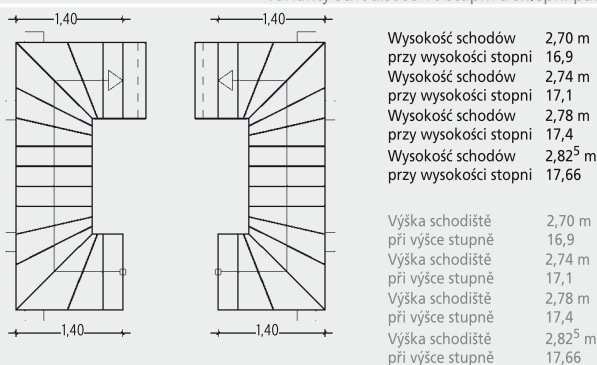 1,40
1,40
1,40
1,40
Wysokość schodów 2,70 m
przy wysokości stopni 16,9
Wysokość schodów 2,74 m
przy wysokości stopni 17,1
Wysokość schodów 2,78 m
przy wysokości stopni 17,4
Wysokość schodów 2,82⁵ m
przy wysokości stopni 17,66
Výška schodiště 2,70 m
při výšce stupně 16,9
Výška schodiště 2,74 m
při výšce stupně 17,1
Výška schodiště 2,78 m
při výšce stupně 17,4
Výška schodiště 2,82⁵ m
při výšce stupně 17,66